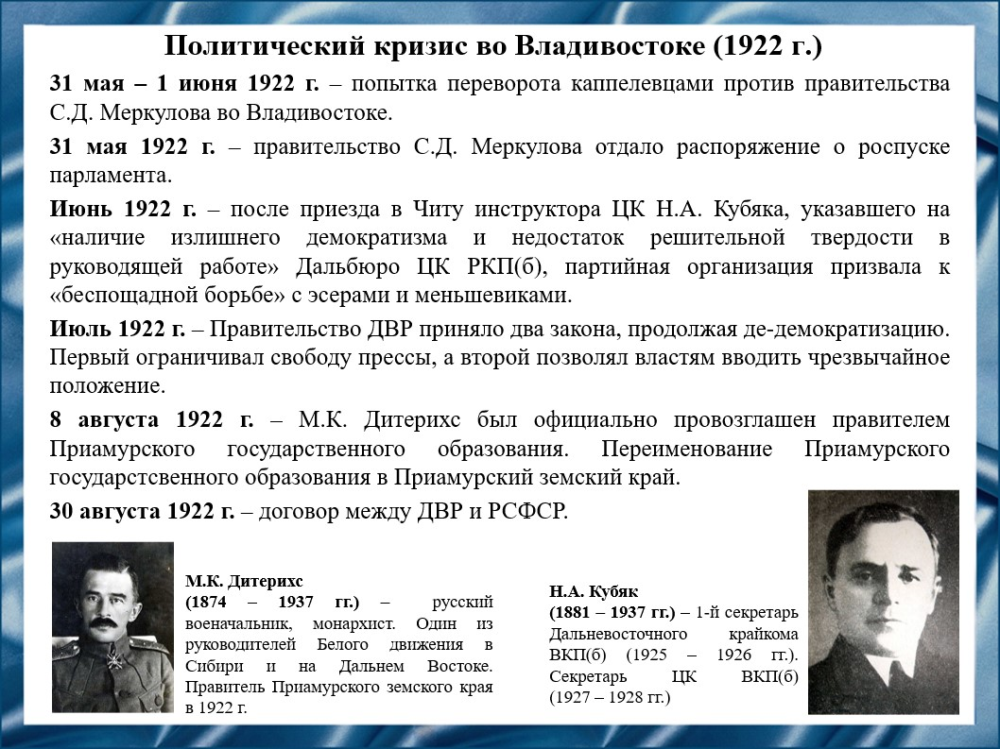 Политический кризис во Владивостоке (1922 г.)
31 мая – 1 июня 1922 г. – попытка переворота каппелевцами против правительства
С.Д. Меркулова во Владивостоке.
31 мая 1922 г. – правительство С.Д. Меркулова отдало распоряжение о роспуске
парламента.
Июнь 1922 г. – после приезда в Читу инструктора ЦК Н.А. Кубяка, указавшего на
«наличие излишнего демократизма и недостаток решительной твердости в
руководящей работе» Дальбюро ЦК РКП(б), партийная организация призвала к
«беспощадной борьбе» с эсерами и меньшевиками.
Июль 1922 г. – Правительство ДВР приняло два закона, продолжая де-демократизацию.
Первый ограничивал свободу прессы, а второй позволял властям вводить чрезвычайное
положение.
8 августа 1922 г. – М.К. Дитерихс был официально провозглашен правителем
Приамурского государственного образования. Переименование Приамурского
государстсвенного образования в Приамурский земский край.
30 августа 1922 г. – договор между ДВР и РСФСР.
М.К. Дитерихс
(1874 – 1937 гг.) – русский
военачальник, монархист. Один из
руководителей Белого движения в
Сибири и на Дальнем Востоке.
Правитель Приамурского земского края
в 1922 г.
Н.А. Кубяк
(1881 – 1937 гг.) – 1-й секретарь
Дальневосточного крайкома
ВКП(б) (1925 – 1926 гг.).
Секретарь ЦК ВКП(б)
(1927 – 1928 гг.)